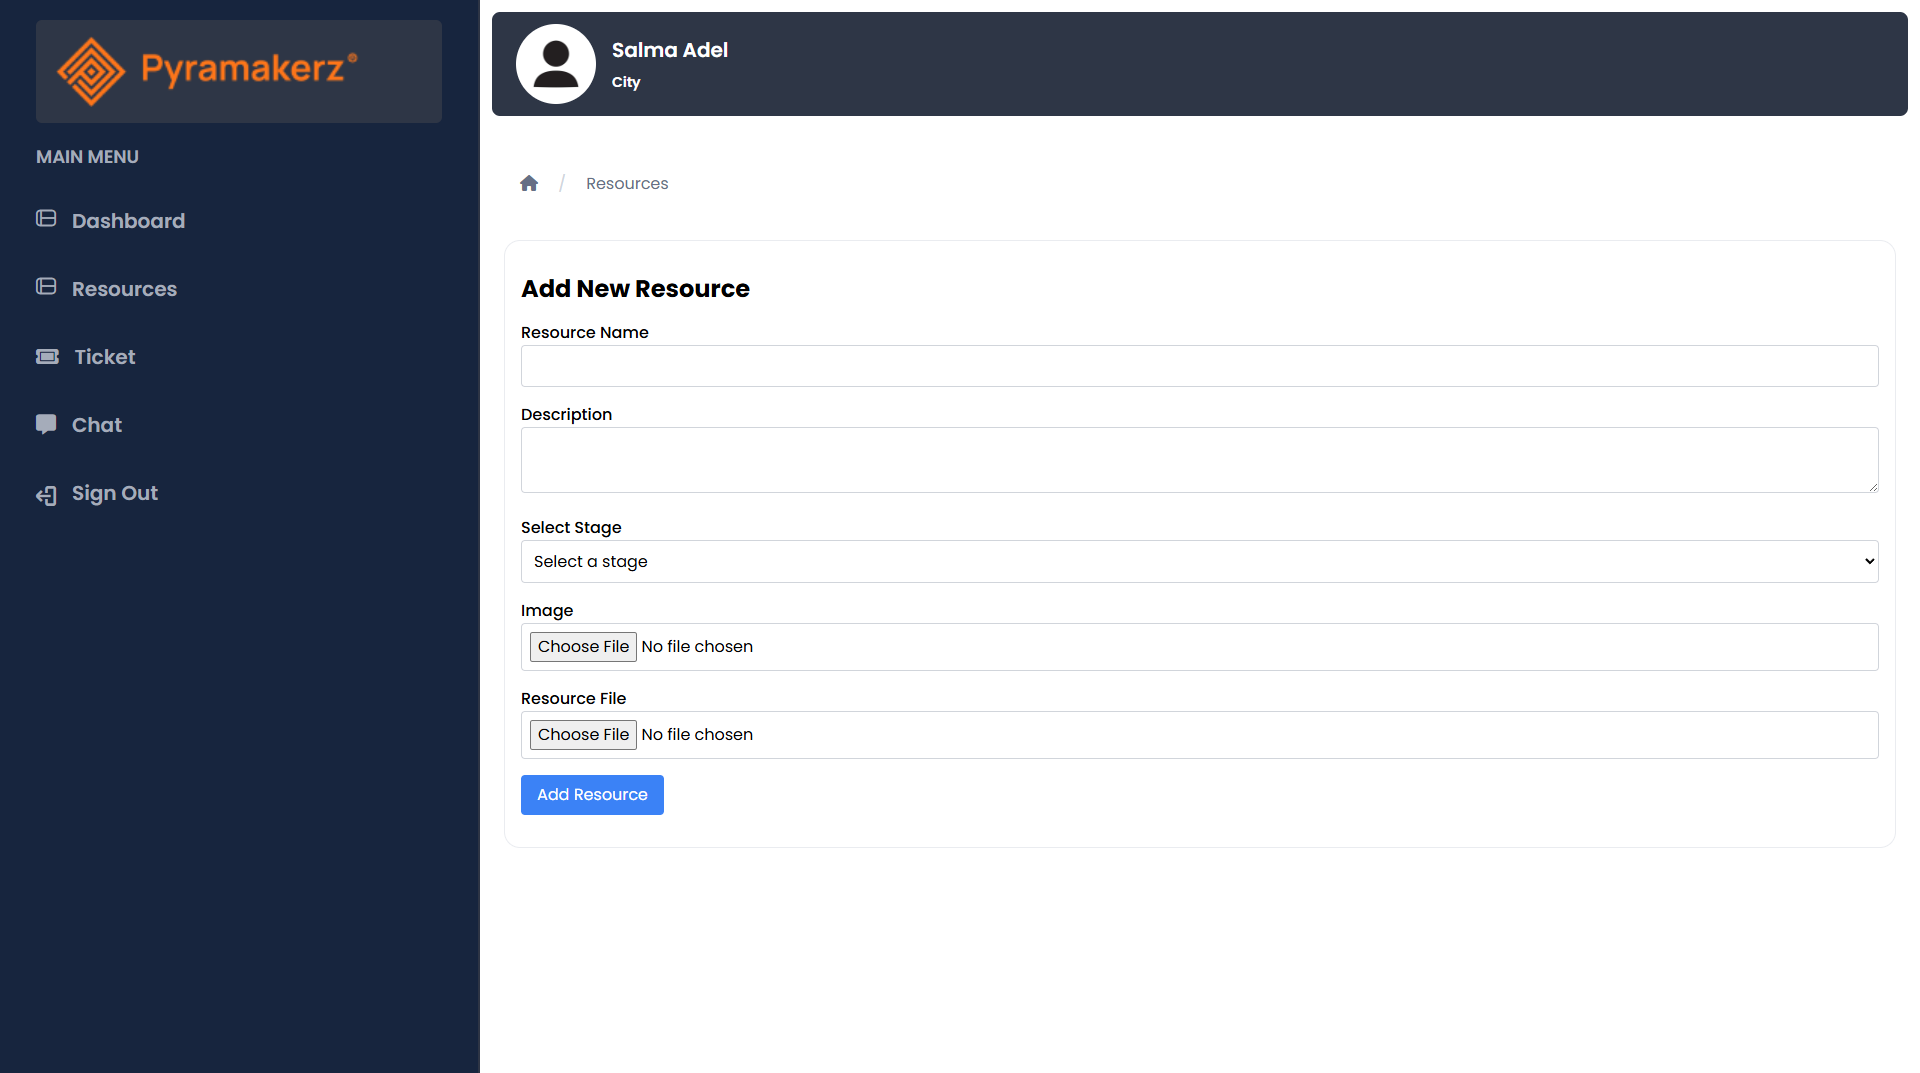 Pyramakerz®
MAIN MENU
Dashboard
Resources
Ticket
Chat
Sign Out
Salma Adel
City
/ Resources
Add New Resource
Resource Name
Description
Select Stage
Select a stage
Image
Choose File No file chosen
Resource File
Choose File No file chosen
Add Resource